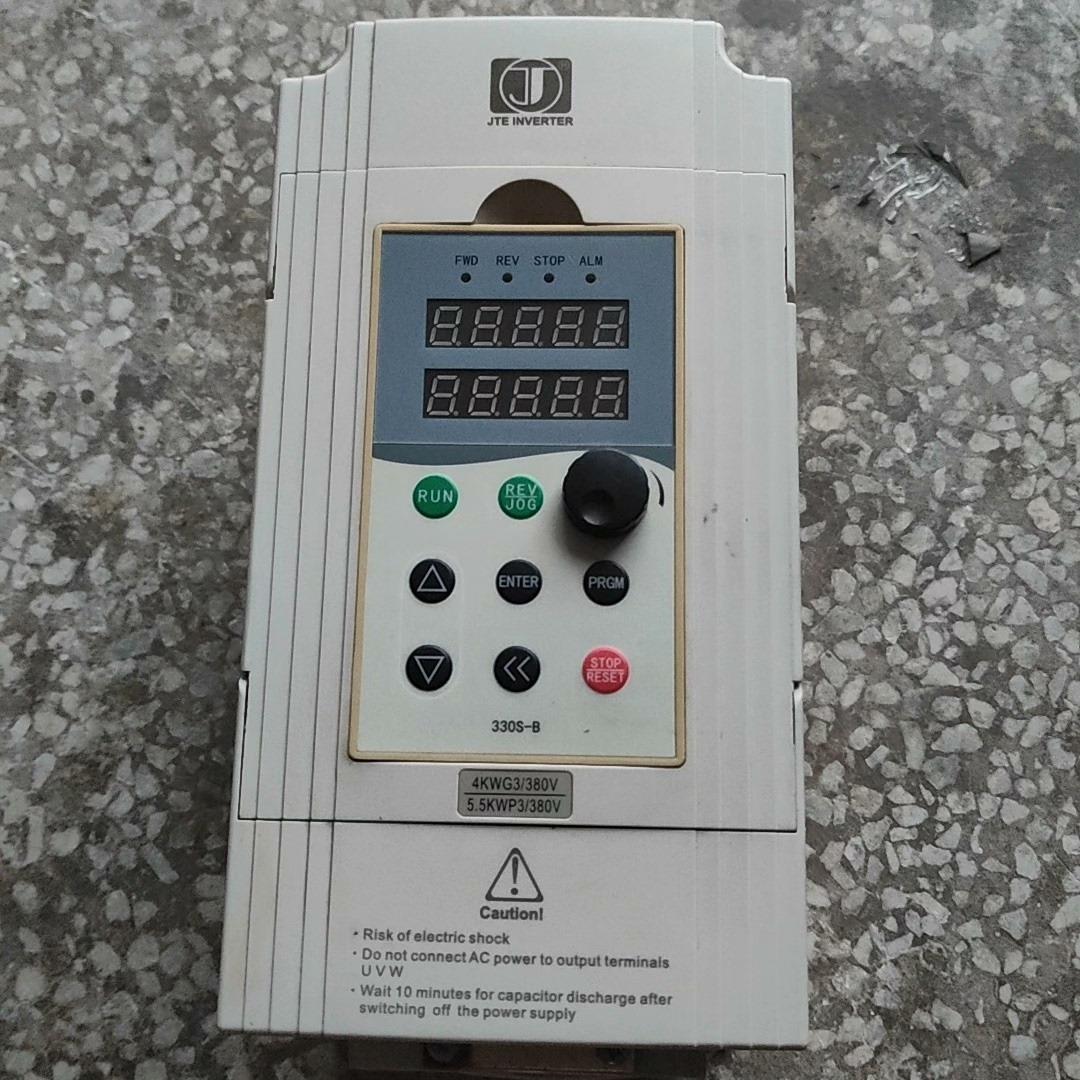 JTE INVERTER
FWD REV STOP ALM
RUN
REV
JOG
ENTER
PRGM
STOP
RESET
330S-B
4KWG3/380V
5.5KWP3/380V
Caution!
· Risk of electric shock
· Do not connect AC power to output terminals
U V W
· Wait 10 minutes for capacitor discharge after
switching off the power supply